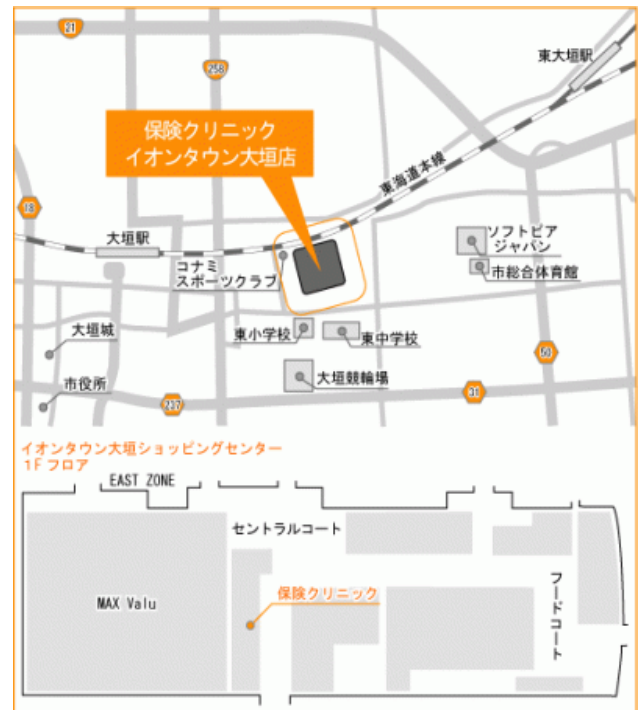 21
258
東大垣駅
保険クリニック
イオンタウン大垣店
東海道本線
18
大垣駅
コナミ
スポーツクラブ
ソフトピア
ジャパン
市総合体育館
大垣城
東小学校
東中学校
50
市役所
大垣競輪場
237
31
イオンタウン大垣ショッピングセンター
1Fフロア
EAST ZONE
セントラルコート
MAX Valu
保険クリニック
フードコート